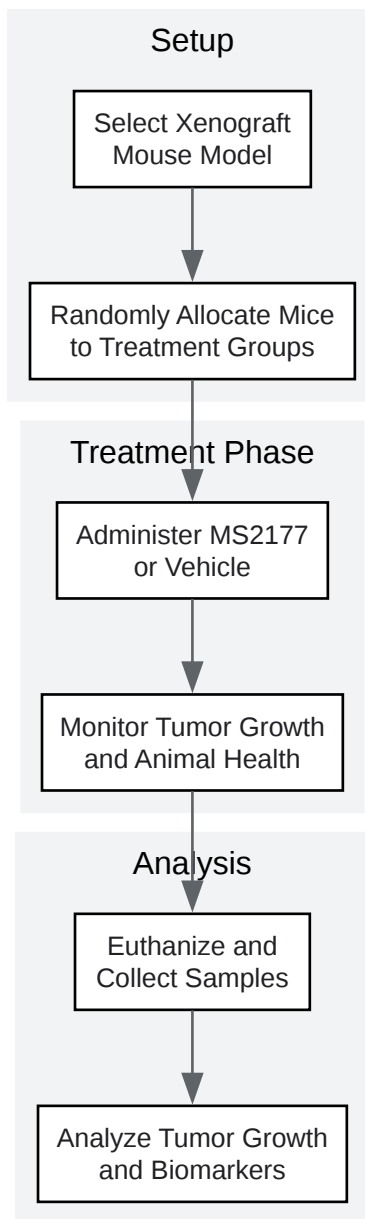 Setup
Select Xenograft
Mouse Model
Randomly Allocate Mice
to Treatment Groups
Treatment Phase
Administer MS2177
or Vehicle
Monitor Tumor Growth
and Animal Health
Analysis
Euthanize and
Collect Samples
Analyze Tumor Growth
and Biomarkers